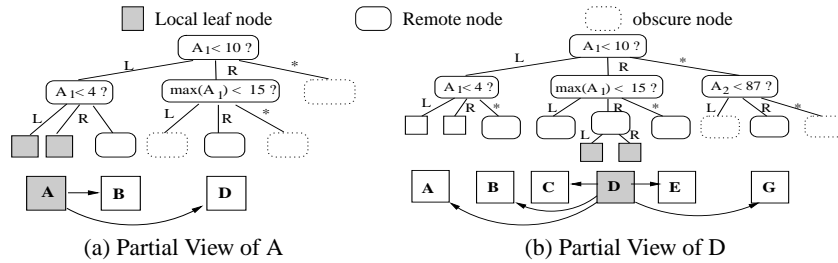 Local leaf node Remote node obscure node
A1< 10 ? A1< 10 ?
L R * L R *
A1< 4 ? max(A1) < 15 ? A1< 4 ? max(A1) < 15 ? A2 < 87 ?
L R L R * L R * L R * L R *
L R
A B D A B C D E G
(a) Partial View of A (b) Partial View of D